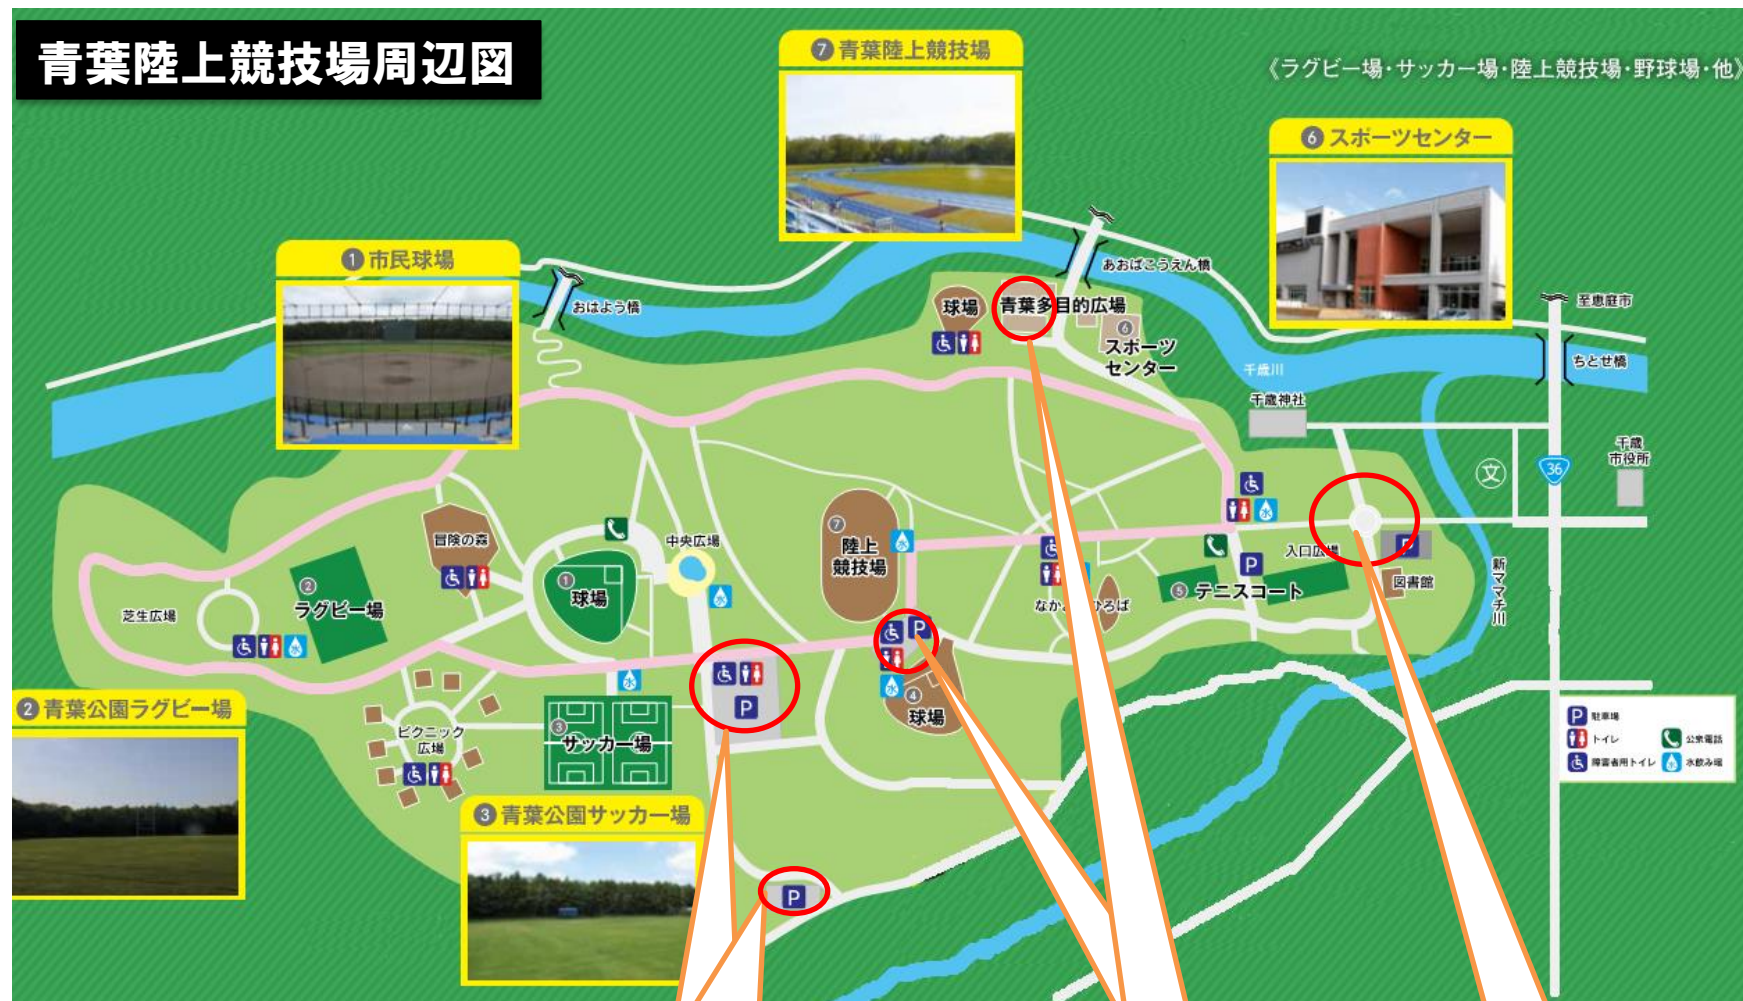 青葉陸上競技場周辺図
《ラグビー場・サッカー場・陸上競技場・野球場・他》
7 青葉陸上競技場
6 スポーツセンター
1 市民球場
おはよう橋
あおばこうえん橋
球場
青葉多目的広場
6
スポーツ
センター
至恵庭市
ちとせ橋
千歳川
千歳神社
千歳
市役所
文
36
冒険の森
中央広場
7
陸上
競技場
水
水
入口広場
P
P
図書館
新ママチ川
1
球場
2
ラグビー場
芝生広場
水
水
5 テニスコート
P
水
水
4
球場
P
ピクニック
広場
3
サッカー場
水
2 青葉公園ラグビー場
3 青葉公園サッカー場
P
P 駐車場
トイレ
公衆電話
障害者用トイレ
水 水飲み場